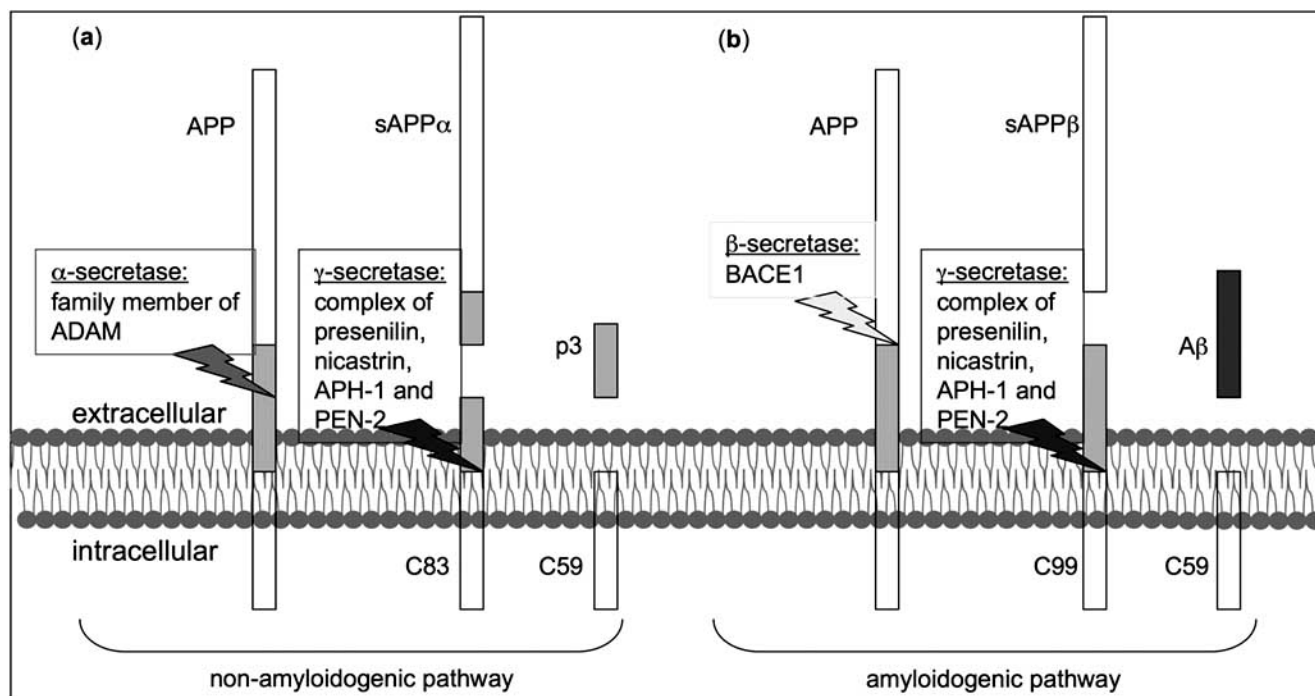 (a)
APP
sAPPα
α-secretase:
family member of
ADAM
γ-secretase:
complex of
presenilin,
nicastrin,
APH-1 and
PEN-2
p3
extracellular
intracellular
C83
C59
non-amyloidogenic pathway
(b)
APP
sAPPβ
β-secretase:
BACE1
γ-secretase:
complex of
presenilin,
nicastrin,
APH-1 and
PEN-2
Aβ
C99
C59
amyloidogenic pathway